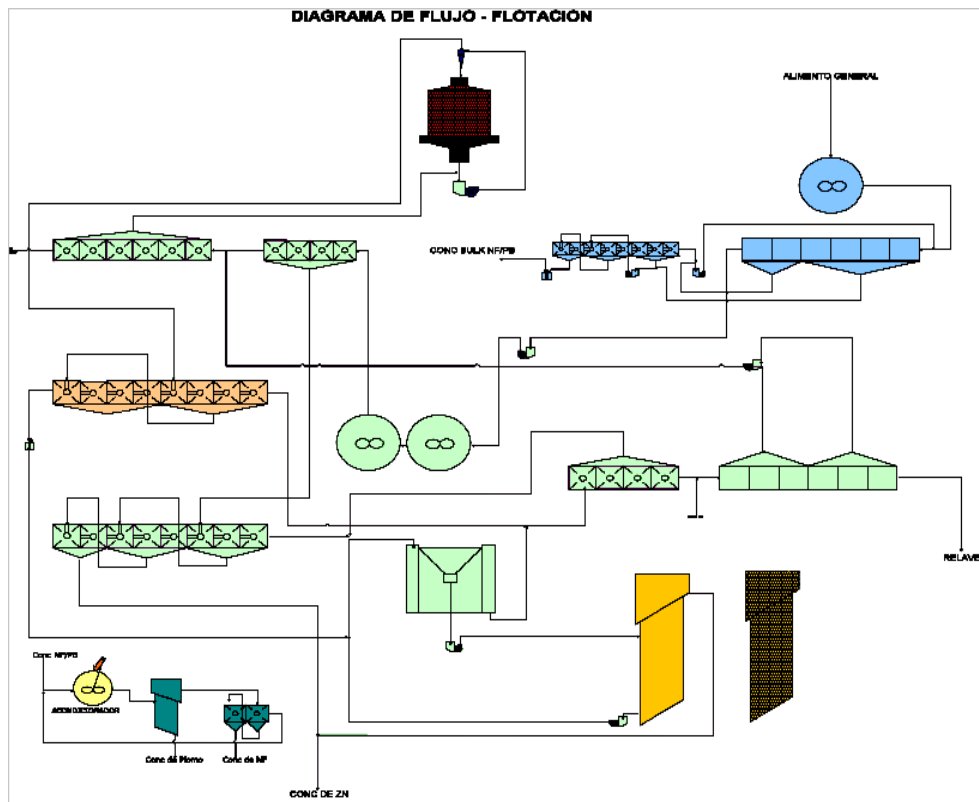 DIAGRAMA DE FLUJO - FLOTACIÓN
ALIMENTO GENERAL
CONC BULK NF/PB
RELAVE
Conc NF/PB
ACONDICIONADOR
Conc de Plomo
Conc de NF
CONC DE ZN